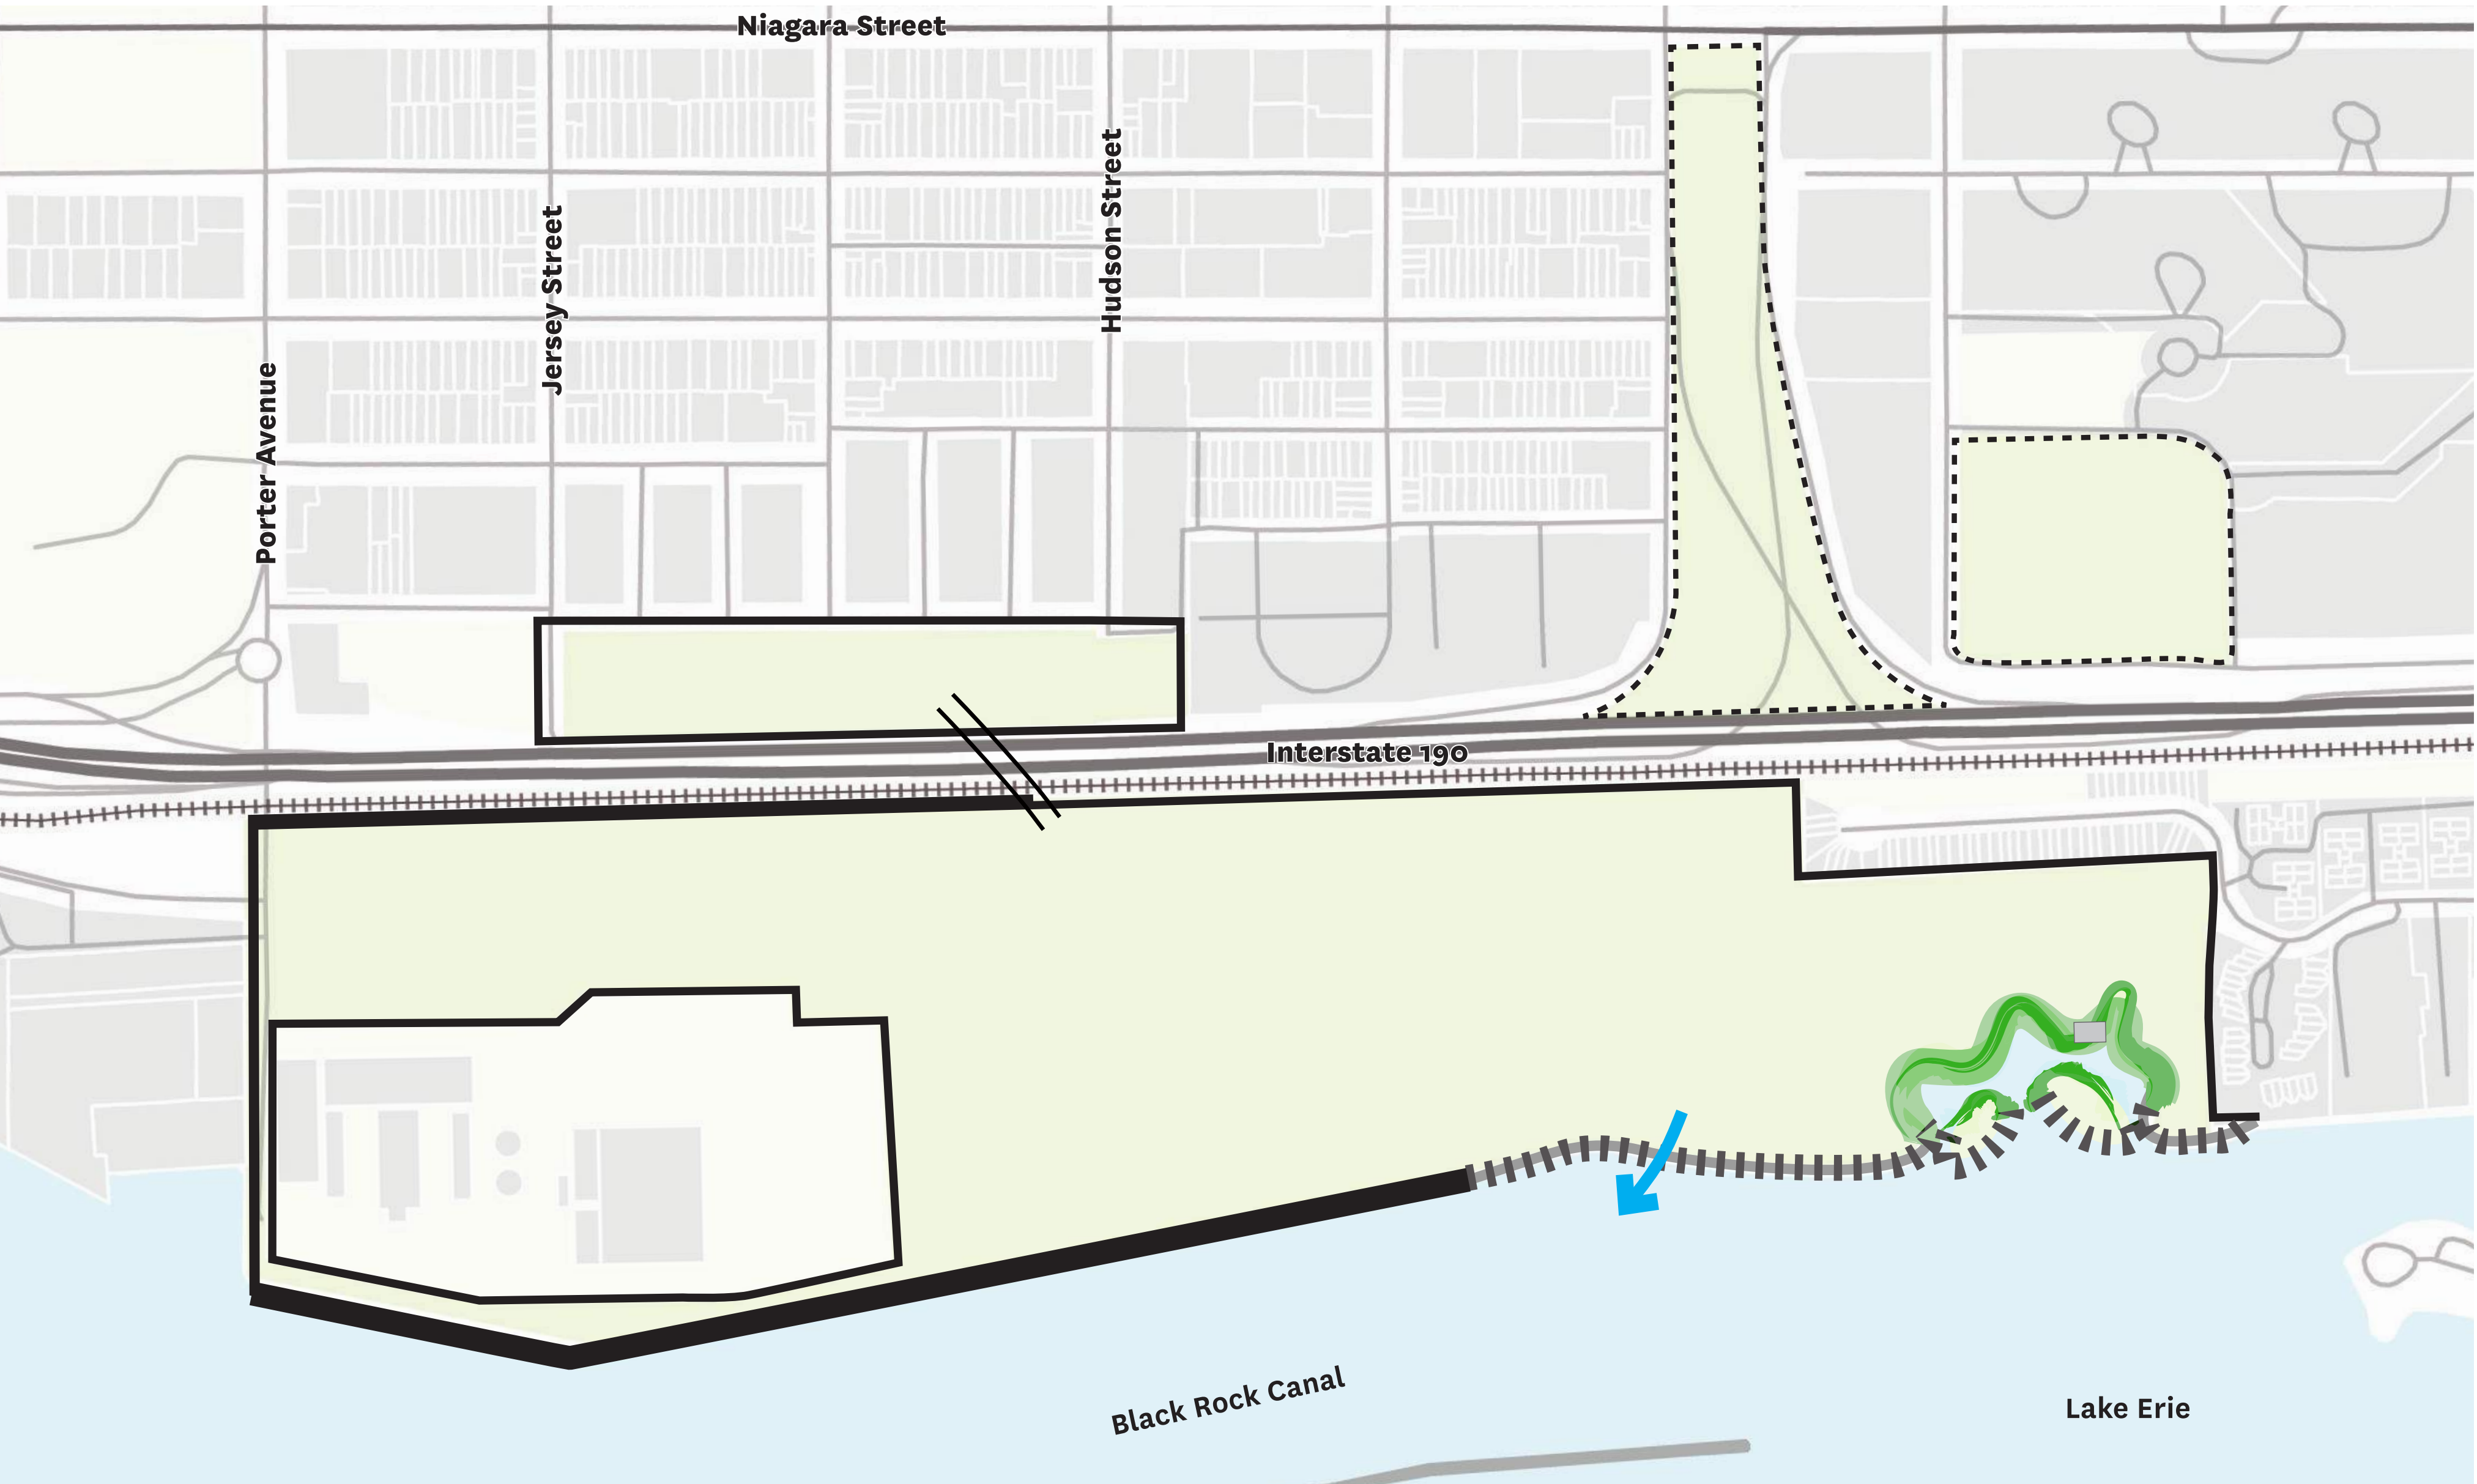 Niagara Street
Hudson Street
Jersey Street
Porter Avenue
Interstate 190
Black Rock Canal
Lake Erie